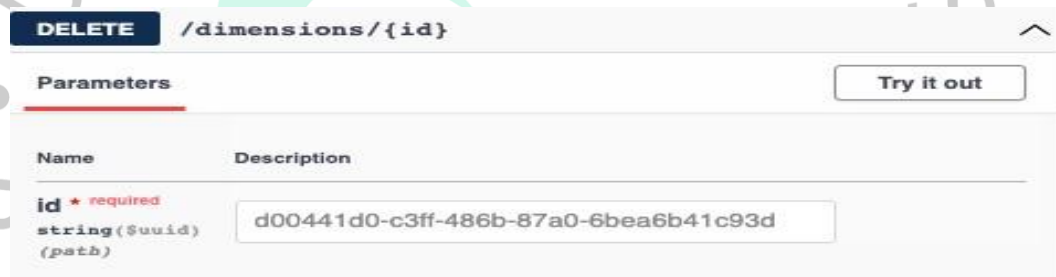 DELETE /dimensions/{id}
Parameters Try it out
Name Description
id * required
string($uuid) d00441d0-c3ff-486b-87a0-6bea6b41c93d
(path)